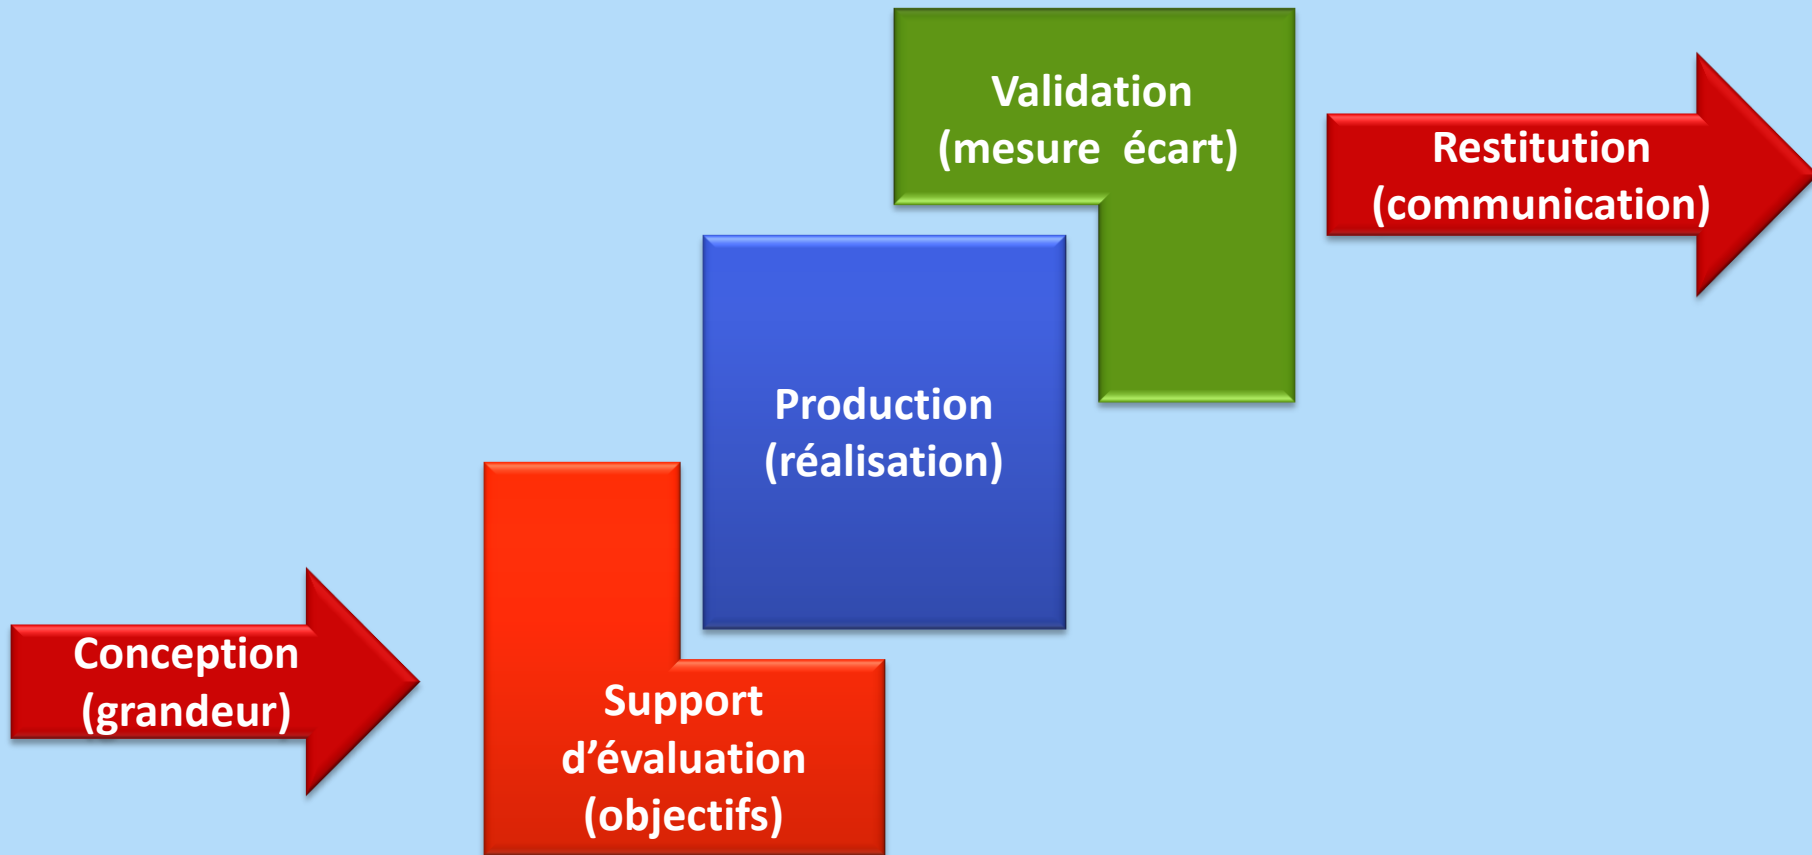 Conception
(grandeur)
Support
d’évaluation
(objectifs)
Production
(réalisation)
Validation
(mesure  écart)
Restitution
(communication)